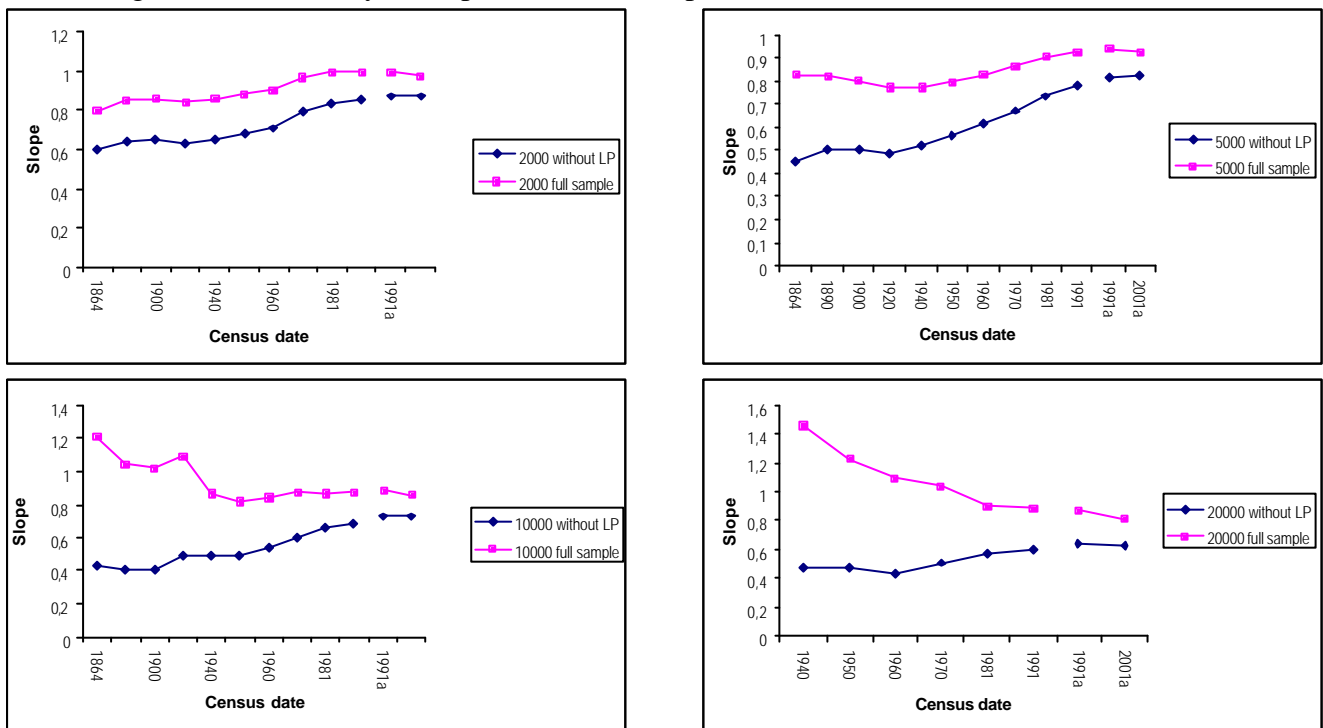 1,2
1
0,8
0,6
0,4
0,2
0
Slope
1864
1900
1940
1960
1981
1991a
Census date
2000 without LP
2000 full sample
1
0,9
0,8
0,7
0,6
0,5
0,4
0,3
0,2
0,1
0
Slope
1864
1890
1900
1920
1940
1950
1960
1970
1981
1991
1991a
2001a
Census date
5000 without LP
5000 full sample
1,4
1,2
1
0,8
0,6
0,4
0,2
0
Slope
1864
1900
1940
1960
1981
1991a
Census date
10000 without LP
10000 full sample
1,6
1,4
1,2
1
0,8
0,6
0,4
0,2
0
Slope
1940
1950
1960
1970
1981
1991
1991a
2001a
Census date
20000 without LP
20000 full sample